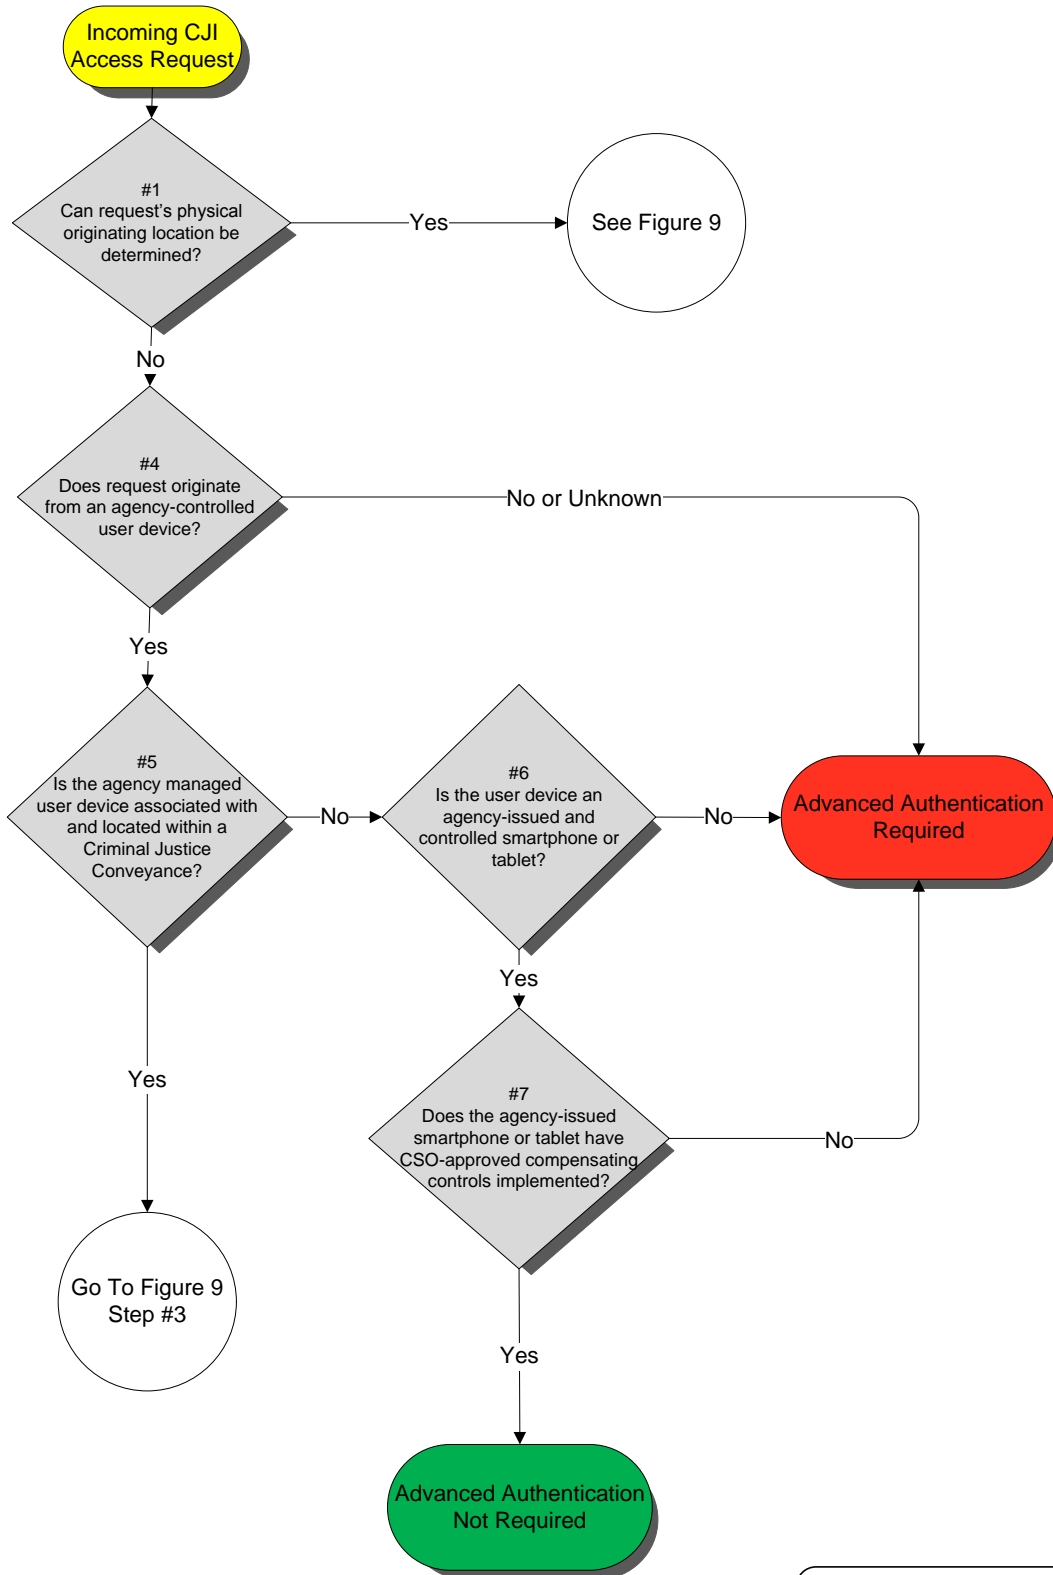 Incoming CJI
Access Request
#1
Can request's physical
originating location be
determined?
Yes
See Figure 9
No
#4
Does request originate
from an agency-controlled
user device?
No or Unknown
Yes
#5
Is the agency managed
user device associated with
and located within a
Criminal Justice
Conveyance?
No
#6
Is the user device an
agency-issued and
controlled smartphone or
tablet?
No
Advanced Authentication
Required
Yes
Yes
#7
Does the agency-issued
smartphone or tablet have
CSO-approved compensating
controls implemented?
No
Go To Figure 9
Step #3
Yes
Advanced Authentication
Not Required